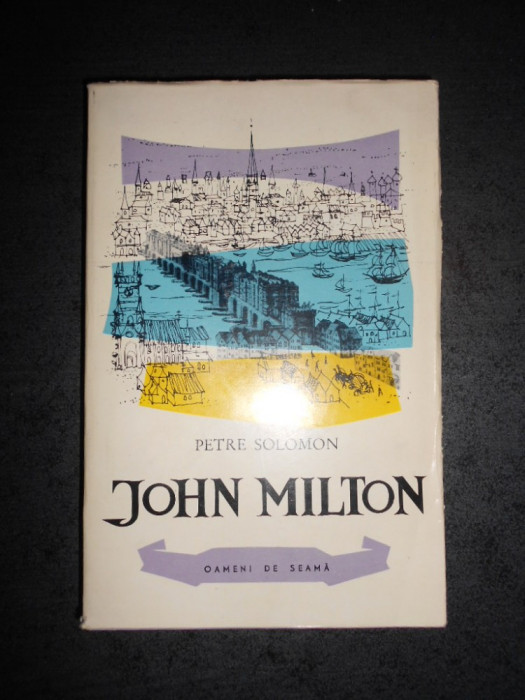 PETRE SOLOMON
JOHN MILTON
OAMENI DE SEAMĂ